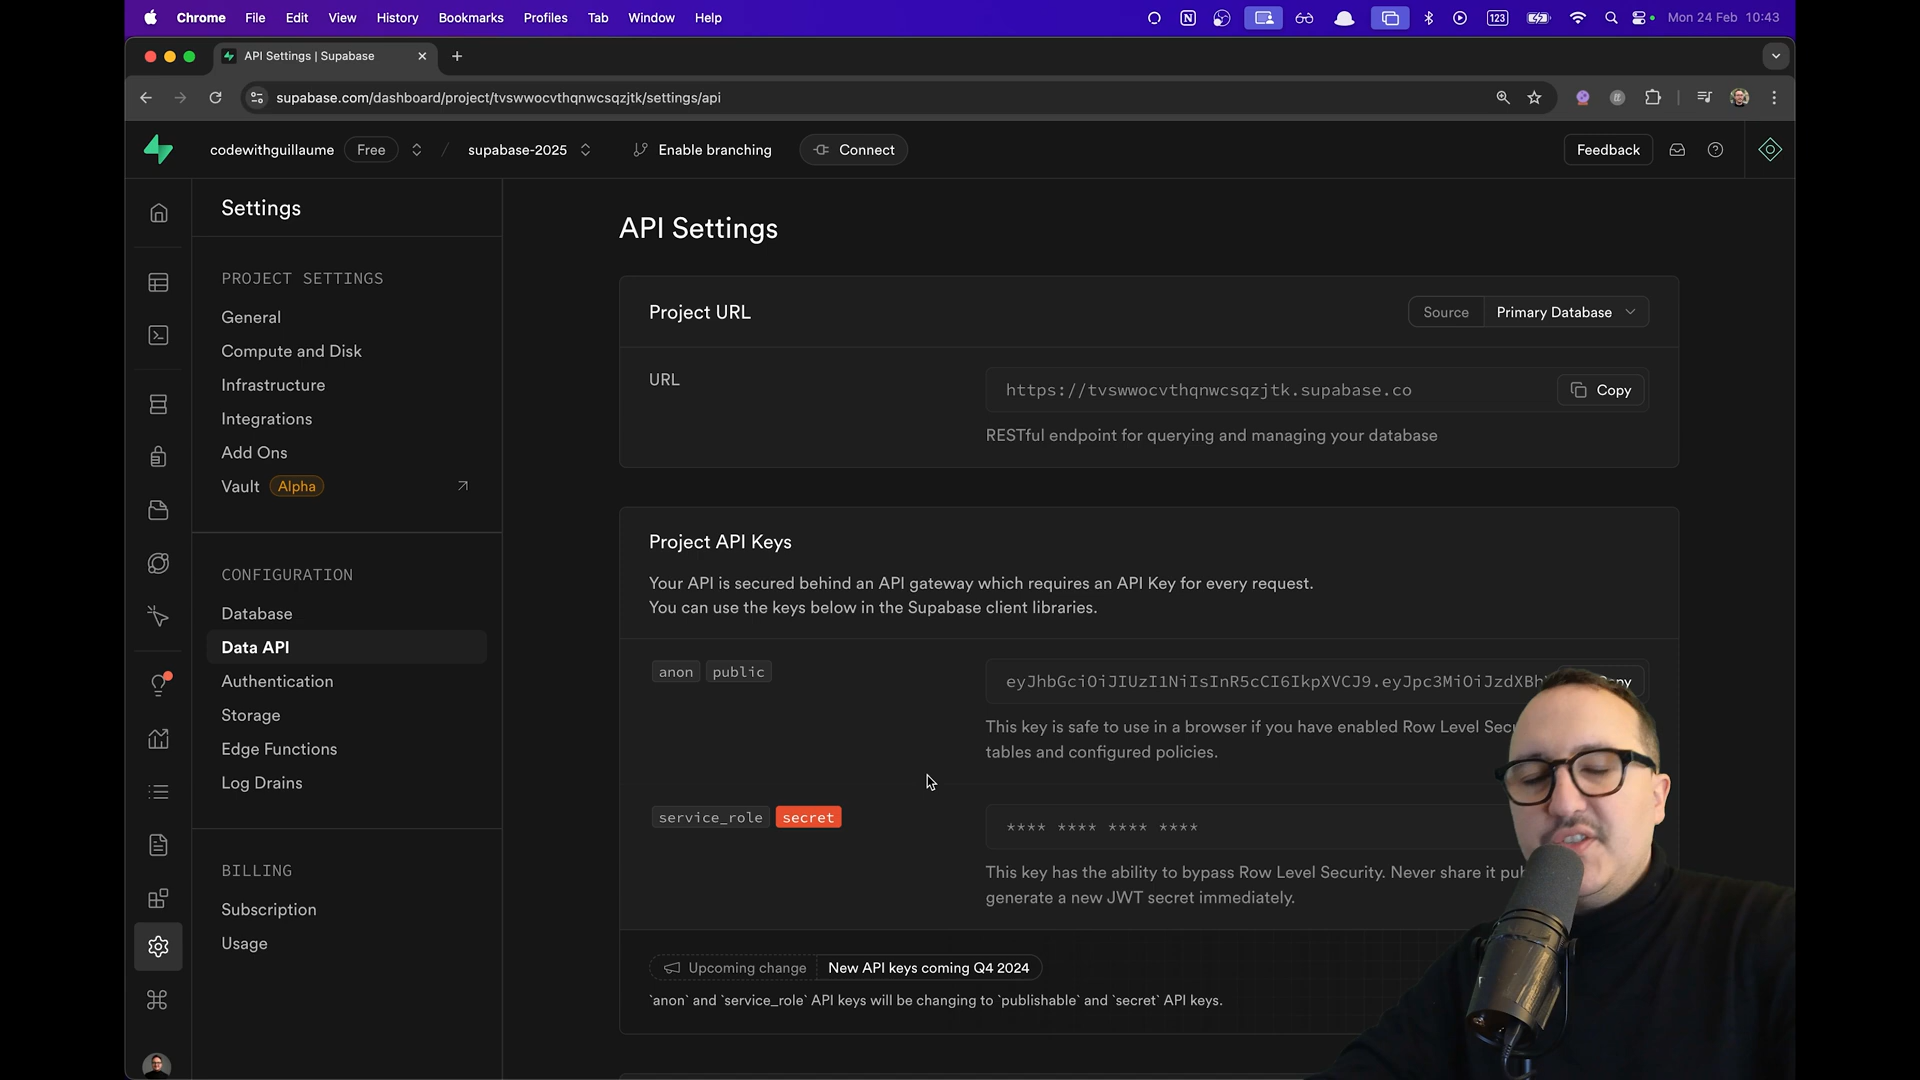 Chrome File Edit View History Bookmarks Profiles Tab Window Help
123 Mon 24 Feb 10:43
API Settings | Supabase
supabase.com/dashboard/project/tvswwocvthqnwcsqzjtk/settings/api
codewithguillaume Free / supabase-2025 Enable branching Connect Feedback
Settings
PROJECT SETTINGS
General
Compute and Disk
Infrastructure
Integrations
Add Ons
Vault Alpha
CONFIGURATION
Database
Data API
Authentication
Storage
Edge Functions
Log Drains
BILLING
Subscription
Usage
API Settings
Project URL
Source Primary Database
URL
https://tvswwocvthqnwcsqzjtk.supabase.co
Copy
RESTful endpoint for querying and managing your database
Project API Keys
Your API is secured behind an API gateway which requires an API Key for every request.
You can use the keys below in the Supabase client libraries.
anon public
eyJhbGciOiJIUzI1NiIsInR5cCI6IkpXVCJ9.eyJpc3MiOiJzdXBh
This key is safe to use in a browser if you have enabled Row Level
tables and configured policies.
service_role secret
**** **** **** ****
This key has the ability to bypass Row Level Security. Never share it
generate a new JWT secret immediately.
Upcoming change New API keys coming Q4 2024
`anon` and `service_role` API keys will be changing to `publishable` and `secret` API keys.